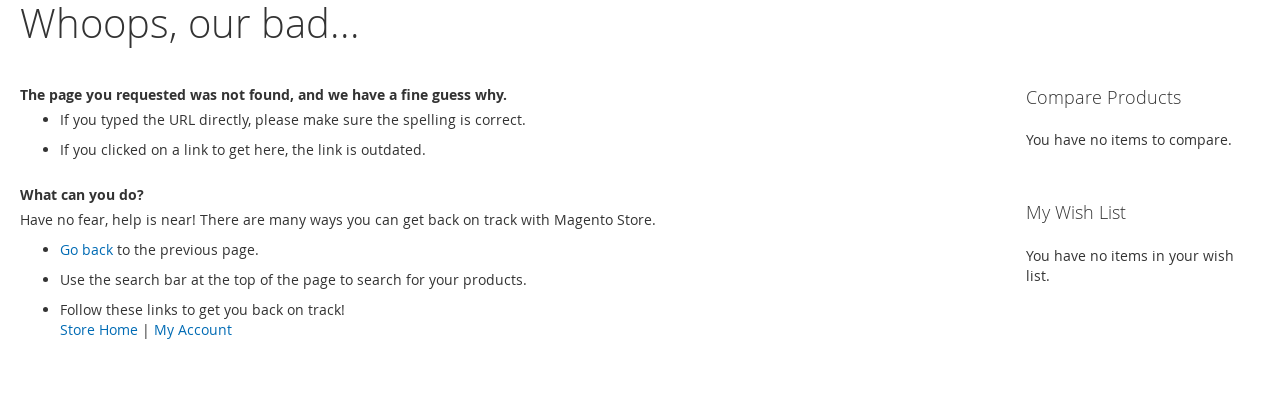 Whoops, our bad...
The page you requested was not found, and we have a fine guess why.
If you typed the URL directly, please make sure the spelling is correct.
If you clicked on a link to get here, the link is outdated.
What can you do?
Have no fear, help is near! There are many ways you can get back on track with Magento Store.
Go back to the previous page.
Use the search bar at the top of the page to search for your products.
Follow these links to get you back on track!
Store Home | My Account
Compare Products
You have no items to compare.
My Wish List
You have no items in your wish
list.